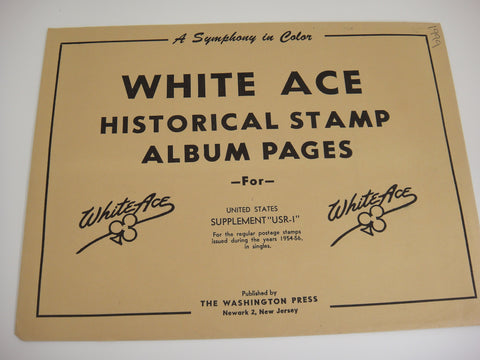 A Symphony in Color
WHITE ACE
HISTORICAL STAMP
ALBUM PAGES
—For—
White Ace
UNITED STATES
SUPPLEMENT "USR-1"
For the regular postage stamps
issued during the years 1954-56,
in singles.
White Ace
Published by
THE WASHINGTON PRESS
Newark 2, New Jersey